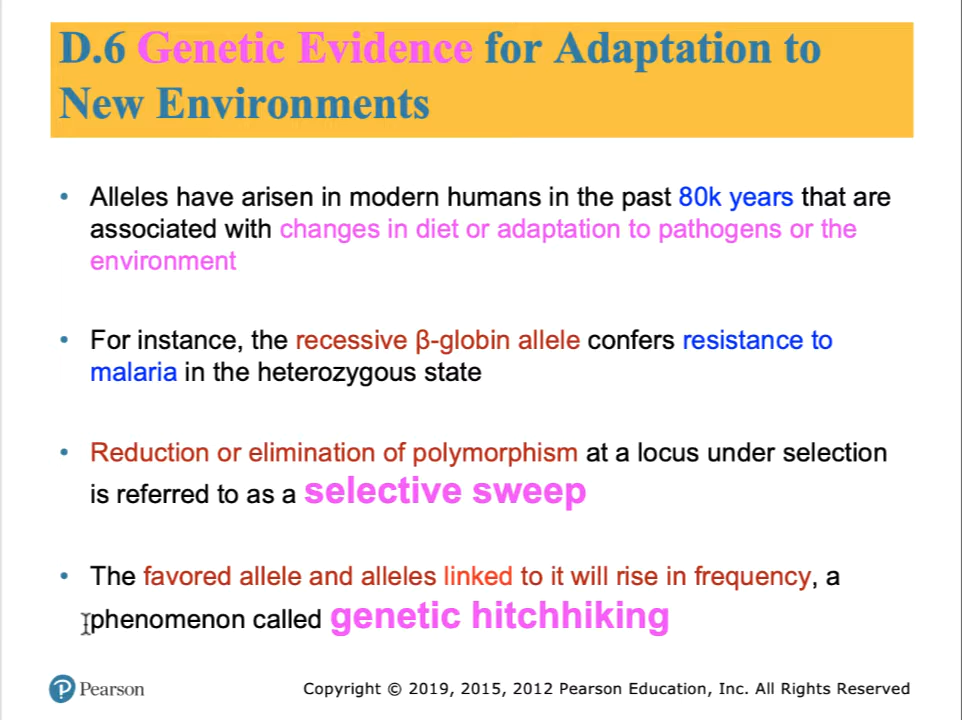 D.6 Genetic Evidence for Adaptation to
New Environments
• Alleles have arisen in modern humans in the past 80k years that are
associated with changes in diet or adaptation to pathogens or the
environment
• For instance, the recessive β-globin allele confers resistance to
malaria in the heterozygous state
• Reduction or elimination of polymorphism at a locus under selection
is referred to as a selective sweep
• The favored allele and alleles linked to it will rise in frequency, a
phenomenon called genetic hitchhiking
P Pearson
Copyright © 2019, 2015, 2012 Pearson Education, Inc. All Rights Reserved